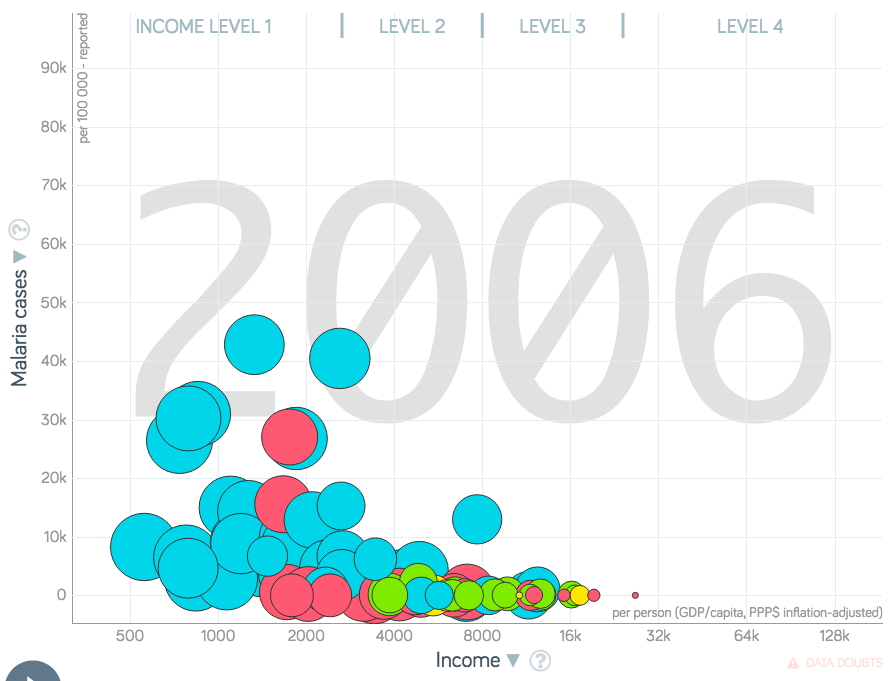 INCOME LEVEL 1 | LEVEL 2 | LEVEL 3 | LEVEL 4
per 100 000 - reported
90k
80k
70k
60k
50k
40k
30k
20k
10k
0
2006
Malaria cases ▼ ?
per person (GDP/capita, PPP$ inflation-adjusted)
500 1000 2000 4000 8000 16k 32k 64k 128k
Income ▼ ?
DATA DOUBTS